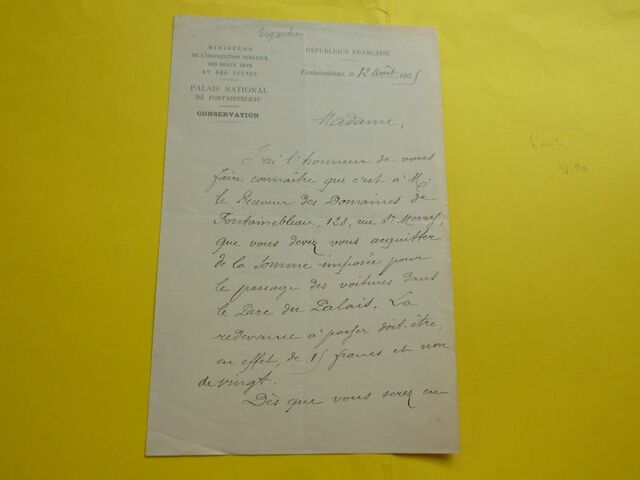 MINISTÈRE
DE L'INSTRUCTION PUBLIQUE
DES BEAUX ARTS
ET DES CULTES
PALAIS NATIONAL
DE FONTAINEBLEAU
CONSERVATION
RÉPUBLIQUE FRANÇAISE
Fontainebleau, le 12 août 1905
Madame,
J'ai l'honneur de vous
faire connaître que c'est à Mr
le Receveur des Domaines de
Fontainebleau, 128, rue St. Merry,
que vous devez vous acquitter
de la somme imposée pour
le passage des voitures dans
le Parc du Palais. La
redevance à payer doit être,
en effet, de 15 francs et non
de vingt.
Dès que vous serez en